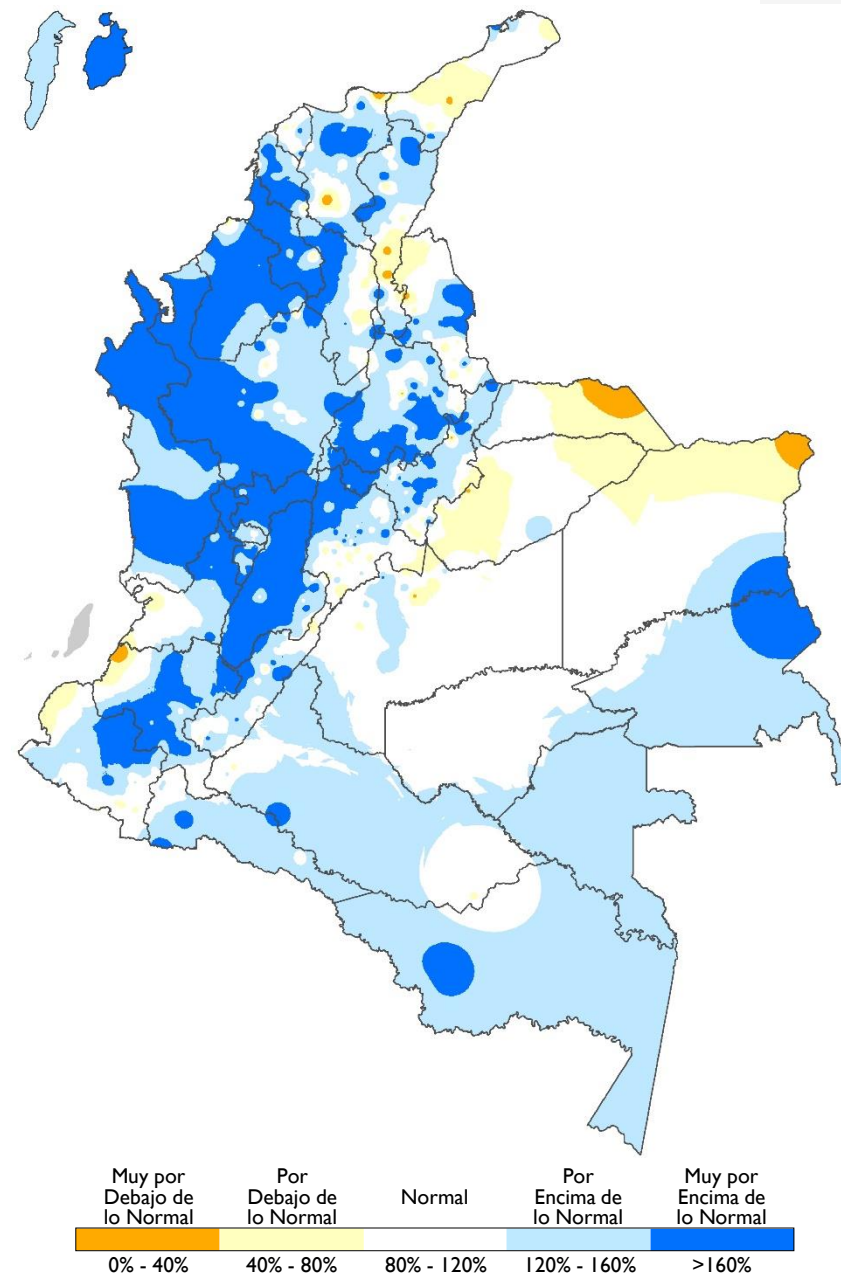 Muy por
Debajo de
lo Normal
Por
Debajo de
lo Normal
Normal
Por
Encima de
lo Normal
Muy por
Encima de
lo Normal
0% - 40%
40% - 80%
80% - 120%
120% - 160%
>160%